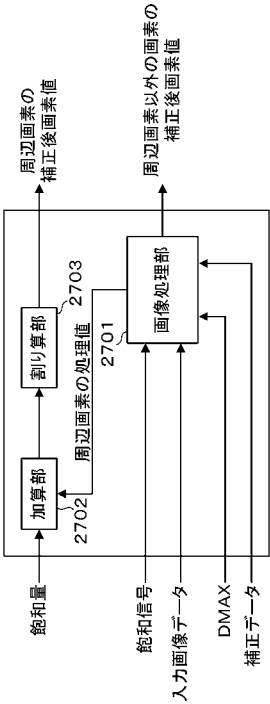 飽和量
加算部
2702
割り算部
2703
周辺画素の
補正後画素値
周辺画素の処理値
飽和信号
入力画像データ
DMAX
補正データ
画像処理部
2701
周辺画素以外の画素の
補正後画素値